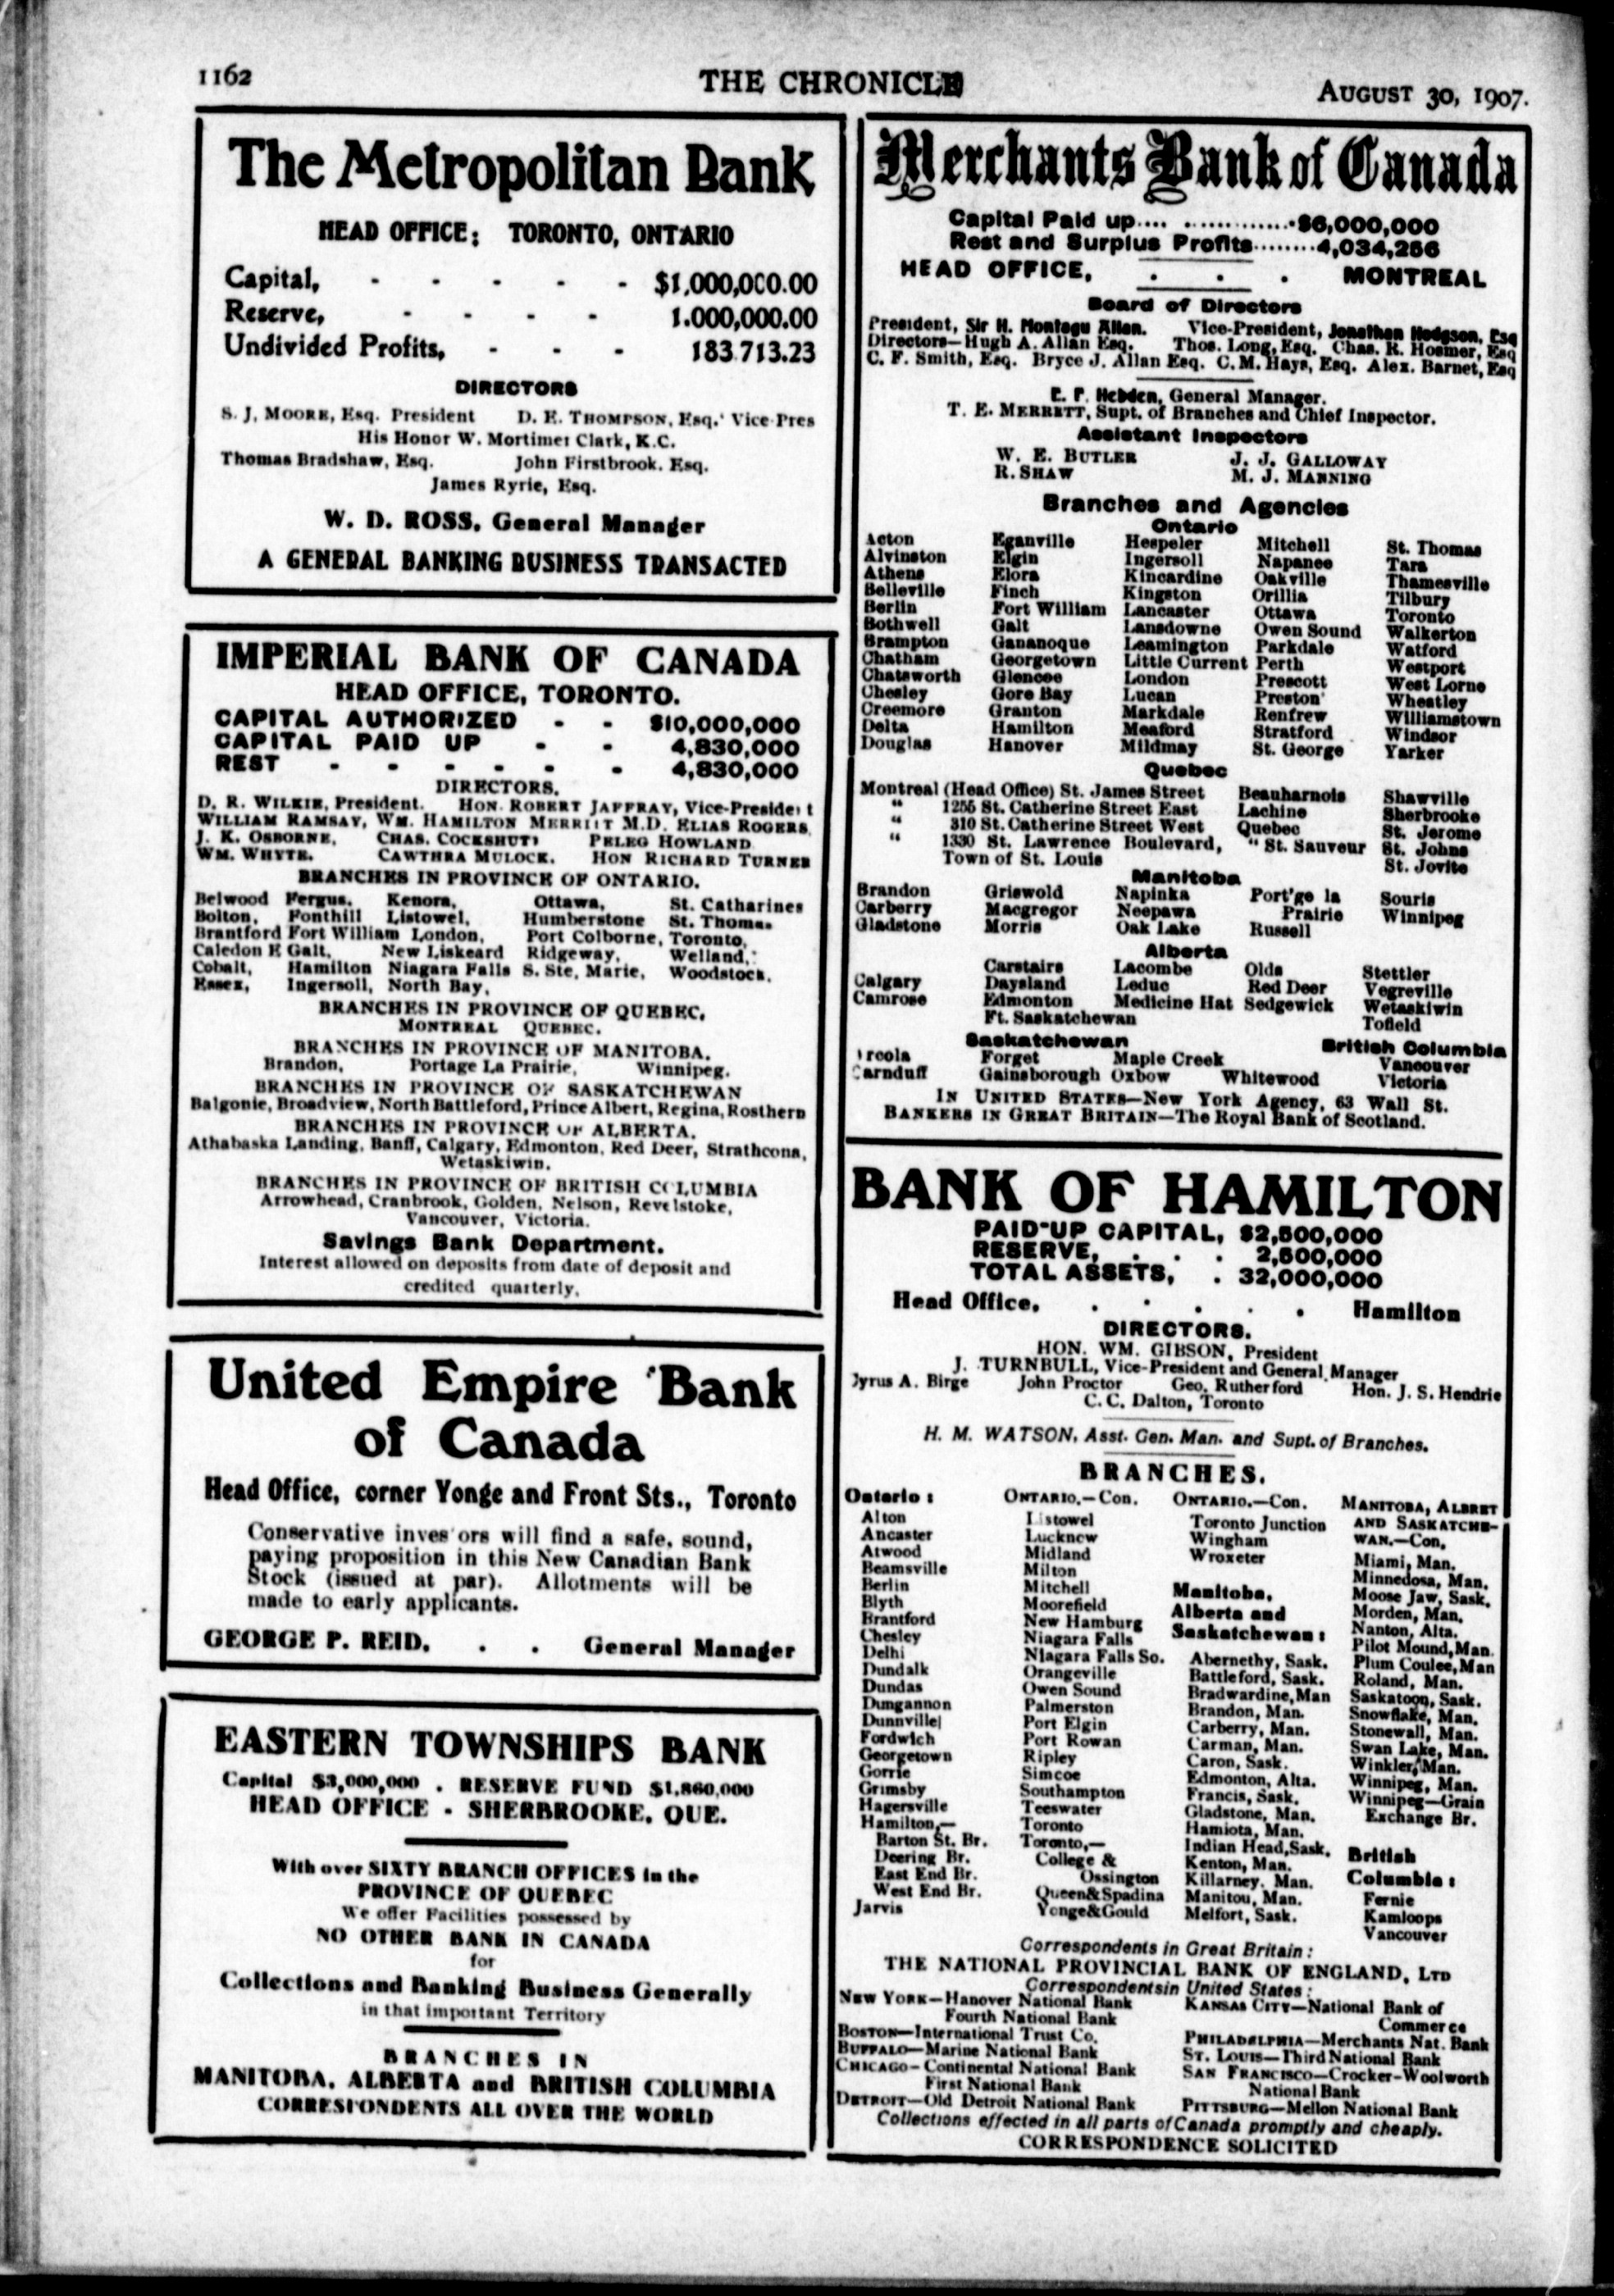 1162
THE CHRONICLE
AUGUST 30, 1907.
The Metropolitan Bank
HEAD OFFICE; TORONTO, ONTARIO
Capital, - - - - - $1,000,000.00
Reserve, - - - - 1.000,000.00
Undivided Profits, - - - 183.713.23
DIRECTORS
S. J. MOORE, Esq. President D. E. THOMPSON, Esq. Vice-Pres
His Honor W. Mortimer Clark, K.C.
Thomas Bradshaw, Esq. John Firstbrook. Esq.
James Ryrie, Esq.
W. D. ROSS, General Manager
A GENERAL BANKING BUSINESS TRANSACTED
IMPERIAL BANK OF CANADA
HEAD OFFICE, TORONTO.
CAPITAL AUTHORIZED - - $10,000,000
CAPITAL PAID UP - - 4,830,000
REST - - - - - - 4,830,000
DIRECTORS.
D. R. WILKIE, President. HON. ROBERT JAFFRAY, Vice-President
WILLIAM RAMSAY, WM. HAMILTON MERRITT M.D. ELIAS ROGERS,
J. K. OSBORNE, CHAS. COCKSHUTT PELEG HOWLAND
WM. WHYTE. CAWTHRA MULOCK. HON RICHARD TURNER
BRANCHES IN PROVINCE OF ONTARIO.
Belwood Fergus, Kenora, Ottawa, St. Catharines
Bolton, Fonthill Listowel, Humberstone St. Thomas
Brantford Fort William London, Port Colborne, Toronto,
Caledon E Galt, New Liskeard Ridgeway, Welland,
Cobalt, Hamilton Niagara Falls S. Ste, Marie, Woodstock.
Essex, Ingersoll, North Bay,
BRANCHES IN PROVINCE OF QUEBEC,
MONTREAL QUEBEC.
BRANCHES IN PROVINCE OF MANITOBA.
Brandon, Portage La Prairie, Winnipeg.
BRANCHES IN PROVINCE OF SASKATCHEWAN
Balgonie, Broadview, North Battleford, Prince Albert, Regina, Rosthern
BRANCHES IN PROVINCE OF ALBERTA.
Athabaska Landing, Banff, Calgary, Edmonton, Red Deer, Strathcona,
Wetaskiwin.
BRANCHES IN PROVINCE OF BRITISH COLUMBIA
Arrowhead, Cranbrook, Golden, Nelson, Revelstoke,
Vancouver, Victoria.
Savings Bank Department.
Interest allowed on deposits from date of deposit and
credited quarterly.
United Empire Bank
of Canada
Head Office, corner Yonge and Front Sts., Toronto
Conservative investors will find a safe, sound,
paying proposition in this New Canadian Bank
Stock (issued at par). Allotments will be
made to early applicants.
GEORGE P. REID, . . General Manager
EASTERN TOWNSHIPS BANK
Capital $3,000,000 . RESERVE FUND $1,860,000
HEAD OFFICE - SHERBROOKE, QUE.
With over SIXTY BRANCH OFFICES in the
PROVINCE OF QUEBEC
We offer Facilities possessed by
NO OTHER BANK IN CANADA
for
Collections and Banking Business Generally
in that important Territory
BRANCHES IN
MANITOBA, ALBERTA and BRITISH COLUMBIA
CORRESPONDENTS ALL OVER THE WORLD
Merchants Bank of Canada
Capital Paid up.... ............$6,000,000
Rest and Surplus Profits........4,034,256
HEAD OFFICE, . . . MONTREAL
Board of Directors
President, Sir H. Montagu Allan. Vice-President, Jonathan Hodgson, Esq
Directors—Hugh A. Allan Esq. Thos. Long, Esq. Chas. R. Hosmer, Esq
C. F. Smith, Esq. Bryce J. Allan Esq. C. M. Hays, Esq. Alex. Barnet, Esq
E. F. Hebden, General Manager.
T. E. MERRETT, Supt. of Branches and Chief Inspector.
Assistant Inspectors
W. E. BUTLER J. J. GALLOWAY
R. SHAW M. J. MANNING
Branches and Agencies
Ontario
Acton Eganville Hespeler Mitchell St. Thomas
Alvinston Elgin Ingersoll Napanee Tara
Athens Elora Kincardine Oakville Thamesville
Belleville Finch Kingston Orillia Tilbury
Berlin Fort William Lancaster Ottawa Toronto
Bothwell Galt Lansdowne Owen Sound Walkerton
Brampton Gananoque Leamington Parkdale Watford
Chatham Georgetown Little Current Perth Westport
Chatsworth Glencoe London Prescott West Lorne
Chesley Gore Bay Lucan Preston Wheatley
Creemore Granton Markdale Renfrew Williamstown
Delta Hamilton Meaford Stratford Windsor
Douglas Hanover Mildmay St. George Yarker
Quebec
Montreal (Head Office) St. James Street Beauharnois Shawville
" 1255 St. Catherine Street East Lachine Sherbrooke
" 310 St. Catherine Street West Quebec St. Jerome
" 1330 St. Lawrence Boulevard, " St. Sauveur St. Johns
Town of St. Louis St. Jovite
Manitoba
Brandon Griswold Napinka Port'ge la Souris
Carberry Macgregor Neepawa Prairie Winnipeg
Gladstone Morris Oak Lake Russell
Alberta
Carstairs Lacombe Olds Stettler
Calgary Daysland Leduc Red Deer Vegreville
Camrose Edmonton Medicine Hat Sedgewick Wetaskiwin
Ft. Saskatchewan Tofield
Saskatchewan British Columbia
Arcola Forget Maple Creek Vancouver
Carnduff Gainsborough Oxbow Whitewood Victoria
IN UNITED STATES—New York Agency, 63 Wall St.
BANKERS IN GREAT BRITAIN—The Royal Bank of Scotland.
BANK OF HAMILTON
PAID-UP CAPITAL, $2,500,000
RESERVE, . . . 2,500,000
TOTAL ASSETS, . 32,000,000
Head Office, . . . . . Hamilton
DIRECTORS.
HON. WM. GIBSON, President
J. TURNBULL, Vice-President and General Manager
Cyrus A. Birge John Proctor Geo. Rutherford Hon. J. S. Hendrie
C. C. Dalton, Toronto
H. M. WATSON, Asst. Gen. Man. and Supt. of Branches.
BRANCHES.
Ontario:
Alton
Ancaster
Atwood
Beamsville
Berlin
Blyth
Brantford
Chesley
Delhi
Dundalk
Dundas
Dungannon
Dunnville
Fordwich
Georgetown
Gorrie
Grimsby
Hagersville
Hamilton,—
Barton St. Br.
Deering Br.
East End Br.
West End Br.
Jarvis
ONTARIO.—Con.
Listowel
Lucknow
Midland
Milton
Mitchell
Moorefield
New Hamburg
Niagara Falls
Niagara Falls So.
Orangeville
Owen Sound
Palmerston
Port Elgin
Port Rowan
Ripley
Simcoe
Southampton
Teeswater
Toronto
Toronto,—
College &
Ossington
Queen&Spadina
Yonge&Gould
ONTARIO.—Con.
Toronto Junction
Wingham
Wroxeter
Manitoba,
Alberta and
Saskatchewan:
Abernethy, Sask.
Battleford, Sask.
Bradwardine, Man
Brandon, Man.
Carberry, Man.
Carman, Man.
Caron, Sask.
Edmonton, Alta.
Francis, Sask.
Gladstone, Man.
Hamiota, Man.
Indian Head, Sask.
Kenton, Man.
Killarney. Man.
Manitou, Man.
Melfort, Sask.
MANITOBA, ALBRET
AND SASKATCHE-
WAN.—Con,
Miami, Man.
Minnedosa, Man.
Moose Jaw, Sask.
Morden, Man.
Nanton, Alta.
Pilot Mound, Man.
Plum Coulee, Man
Roland, Man.
Saskatoon, Sask.
Snowflake, Man.
Stonewall, Man.
Swan Lake, Man.
Winkler, Man.
Winnipeg, Man.
Winnipeg—Grain
Exchange Br.
British
Columbia:
Fernie
Kamloops
Vancouver
Correspondents in Great Britain:
THE NATIONAL PROVINCIAL BANK OF ENGLAND, LTD
Correspondents in United States:
NEW YORK—Hanover National Bank
Fourth National Bank
BOSTON—International Trust Co.
BUFFALO—Marine National Bank
CHICAGO—Continental National Bank
First National Bank
DETROIT—Old Detroit National Bank
KANSAS CITY—National Bank of
Commerce
PHILADELPHIA—Merchants Nat. Bank
ST. LOUIS—Third National Bank
SAN FRANCISCO—Crocker-Woolworth
National Bank
PITTSBURG—Mellon National Bank
Collections effected in all parts of Canada promptly and cheaply.
CORRESPONDENCE SOLICITED